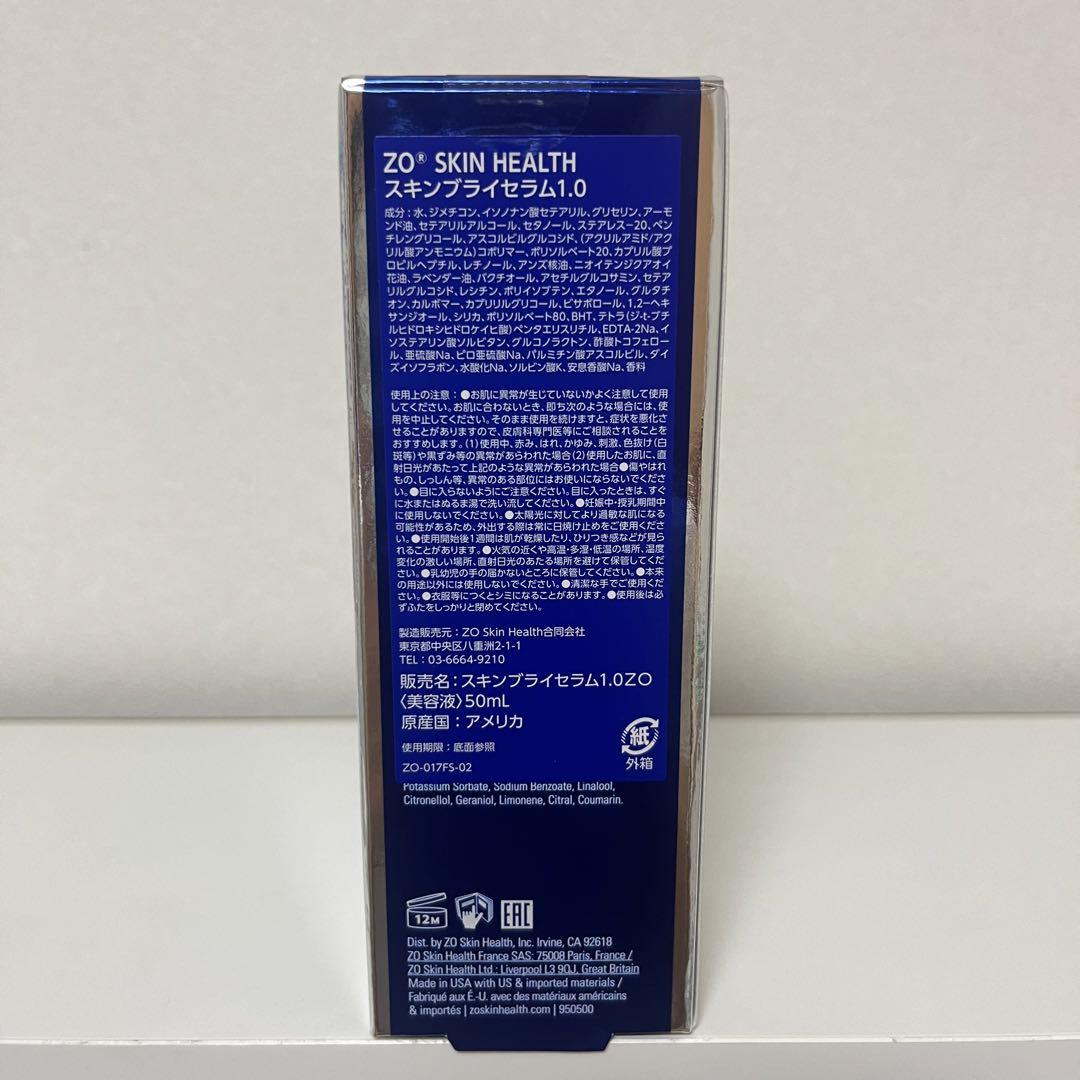 ZO® SKIN HEALTH
スキンブライセラム1.0
成分：水、ジメチコン、イソノナン酸セテアリル、グリセリン、アーモ
ンド油、セテアリルアルコール、セタノール、ステアレス-20、ペン
チレングリコール、アスコルビルグルコシド、(アクリルアミド/アク
リル酸アンモニウム)コポリマー、ポリソルベート20、カプリル酸プ
ロピルヘプチル、レチノール、アンズ核油、ニオイテンジクアオイ
花油、ラベンダー油、バクチオール、アセチルグルコサミン、セテア
リルグルコシド、レシチン、ポリイソブテン、エタノール、グルタチ
オン、カルボマー、カプリリルグリコール、ビサボロール、1,2-ヘキ
サンジオール、シリカ、ポリソルベート80、BHT、テトラ(ジ-t-ブチ
ルヒドロキシヒドロケイヒ酸)ペンタエリスリチル、EDTA-2Na、イ
ソステアリン酸ソルビタン、グルコノラクトン、酢酸トコフェロー
ル、亜硫酸Na、ピロ亜硫酸Na、パルミチン酸アスコルビル、ダイ
ズイソフラボン、水酸化Na、ソルビン酸K、安息香酸Na、香料
使用上の注意：●お肌に異常が生じていないかよく注意して使用
してください。お肌に合わないとき、即ち次のような場合には、使
用を中止してください。そのまま使用を続けますと、症状を悪化さ
せることがありますので、皮膚科専門医等にご相談されることを
おすすめします。(1)使用中、赤み、はれ、かゆみ、刺激、色抜け(白
斑等)や黒ずみ等の異常があらわれた場合(2)使用したお肌に、直
射日光があたって上記のような異常があらわれた場合●傷やはれ
もの、しっしん等、異常のある部位にはお使いにならないでくださ
い。●目に入らないようにご注意ください。目に入ったときは、すぐ
に水またはぬるま湯で洗い流してください。●妊娠中・授乳期間中
に使用しないでください。●太陽光に対してより過敏な肌になる
可能性があるため、外出する際は常に日焼け止めをご使用くださ
い。●使用開始後1週間は肌が乾燥したり、ひりつき感などが見ら
れることがあります。●火気の近くや高温・多湿・低温の場所、温度
変化の激しい場所、直射日光のあたる場所を避けて保管してくだ
さい。●乳幼児の手の届かないところに保管してください。●本来
の用途以外には使用しないでください。●清潔な手でご使用くださ
い。●衣服等につくとシミになることがあります。●使用後は必
ずふたをしっかりと閉めてください。
製造販売元：ZO Skin Health合同会社
東京都中央区八重洲2-1-1
TEL：03-6664-9210
販売名：スキンブライセラム1.0ZO
〈美容液〉50mL
原産国：アメリカ
使用期限：底面参照
ZO-017FS-02
紙
外箱
Potassium Sorbate, Sodium Benzoate, Linalool,
Citronellol, Geraniol, Limonene, Citral, Coumarin.
12M
EAC
Dist. by ZO Skin Health, Inc. Irvine, CA 92618
ZO Skin Health France SAS: 75008 Paris, France /
ZO Skin Health Ltd.: Liverpool L3 9QJ, Great Britain
Made in USA with US & imported materials /
Fabriqué aux É.-U. avec des matériaux américains
& importés | zoskinhealth.com | 950500